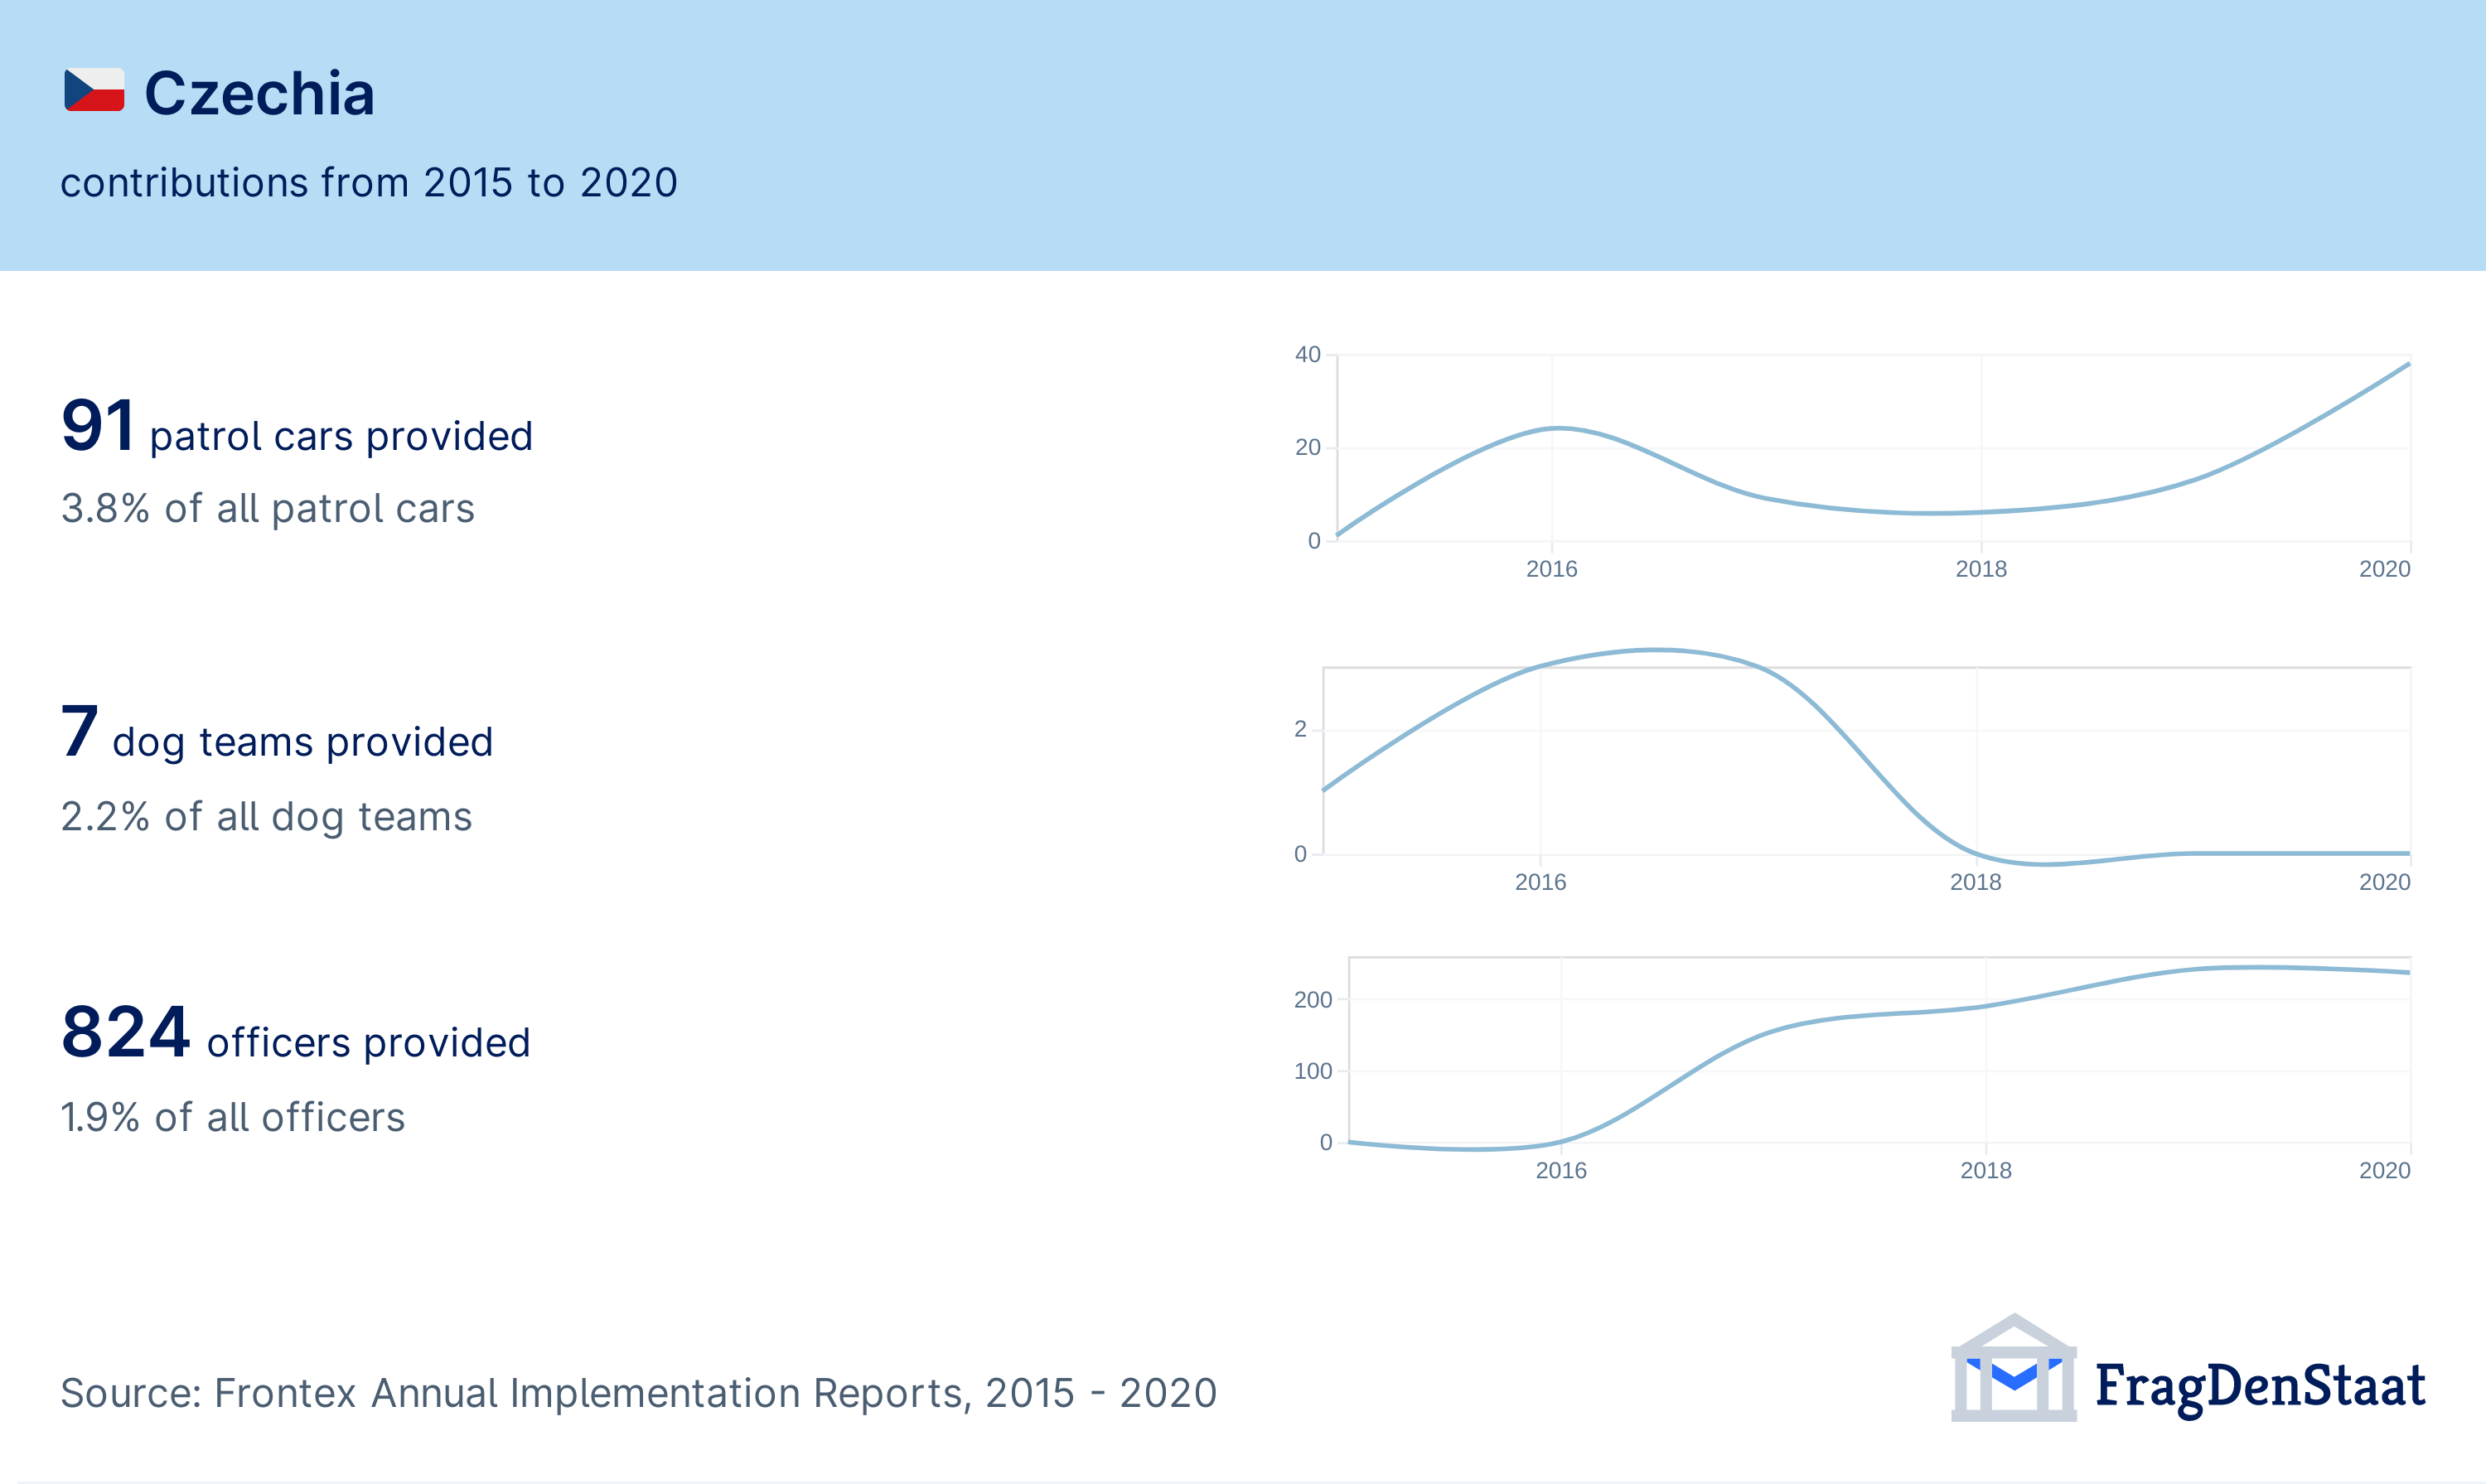 Czechia
contributions from 2015 to 2020
91 patrol cars provided
3.8% of all patrol cars
40
20
0
2016 2018 2020
7 dog teams provided
2.2% of all dog teams
2
0
2016 2018 2020
824 officers provided
1.9% of all officers
200
100
0
2016 2018 2020
Source: Frontex Annual Implementation Reports, 2015 - 2020
FragDenStaat